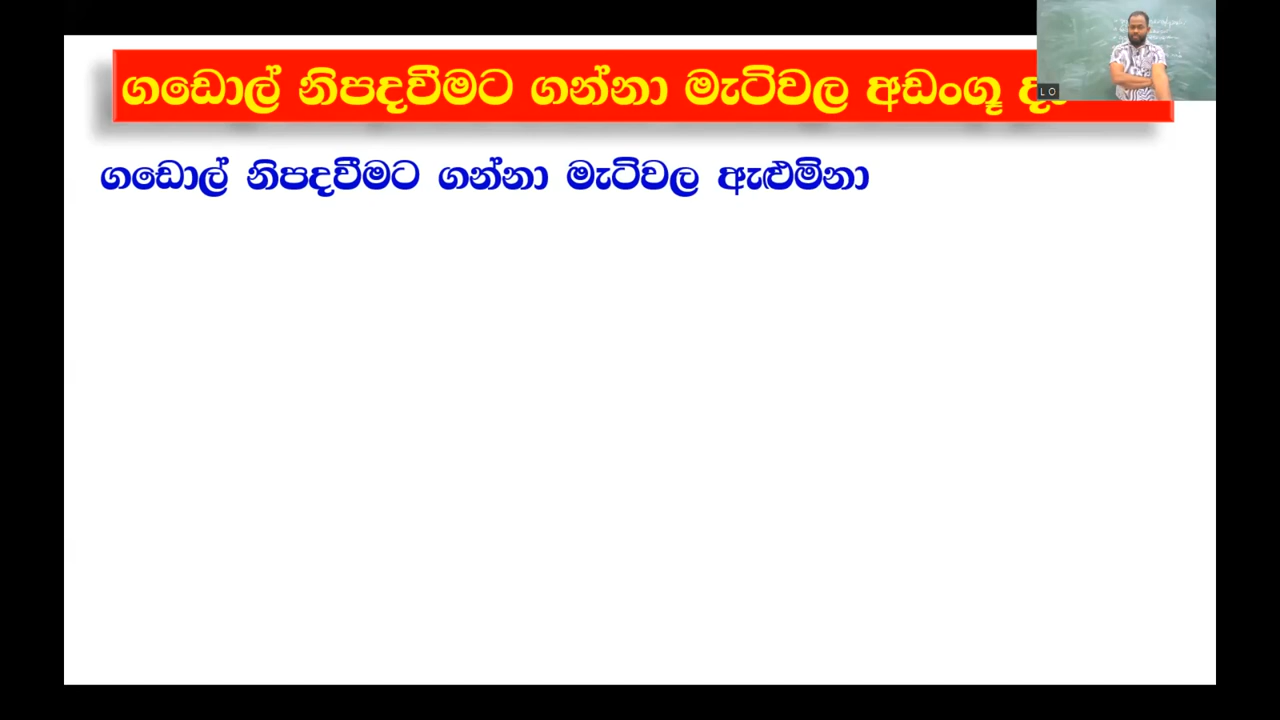 ගඩොල් නිපදවීමට ගන්නා මැටිවල අඩංගූ
L O
ගඩොල් නිපදවීමට ගන්නා මැටිවල ඇළුමිනා